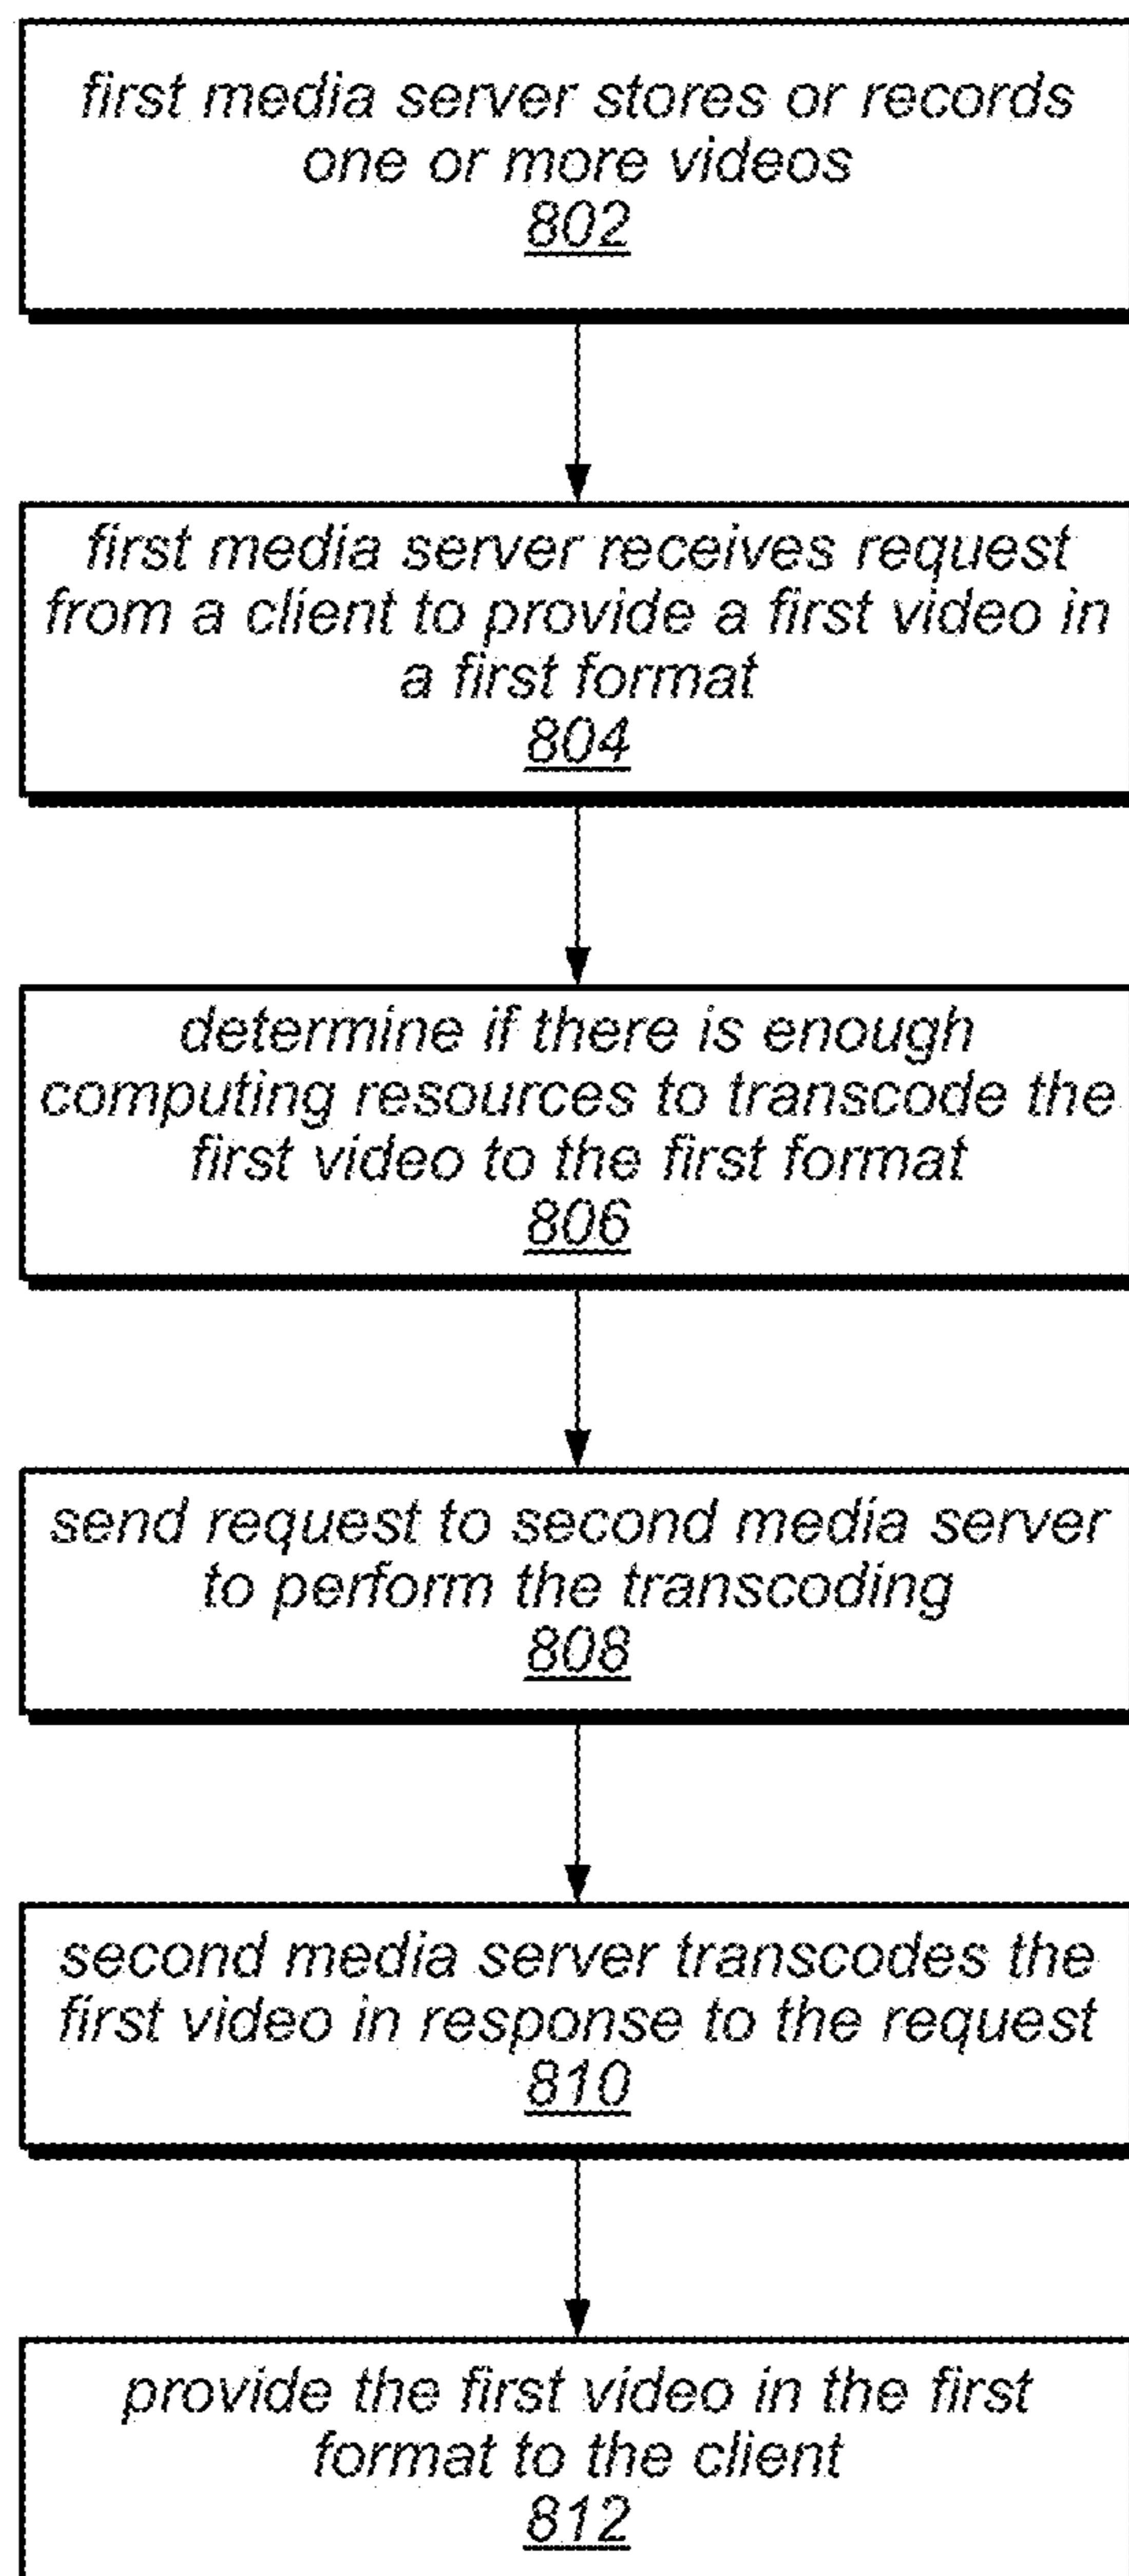 first media server stores or records
one or more videos
802
first media server receives request
from a client to provide a first video in
a first format
804
determine if there is enough
computing resources to transcode the
first video to the first format
806
send request to second media server
to perform the transcoding
808
second media server transcodes the
first video in response to the request
810
provide the first video in the first
format to the client
812